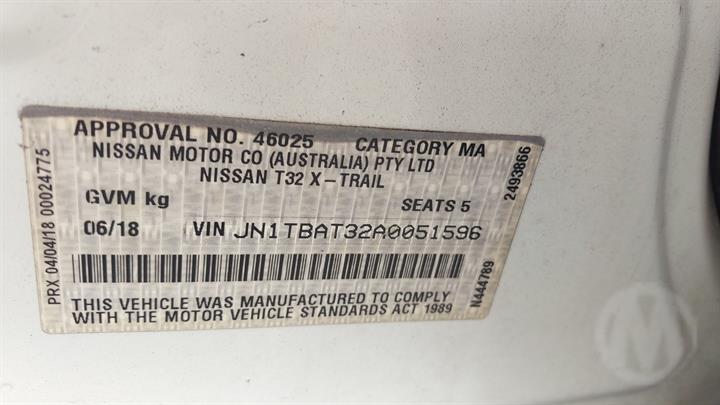 APPROVAL NO. 46025 CATEGORY MA
NISSAN MOTOR CO (AUSTRALIA) PTY LTD
NISSAN T32 X-TRAIL
GVM kg SEATS 5
06/18 VIN JN1TBAT32A0051596
THIS VEHICLE WAS MANUFACTURED TO COMPLY
WITH THE MOTOR VEHICLE STANDARDS ACT 1989
PRX 04/04/18 00024775
2493866
N444789
M